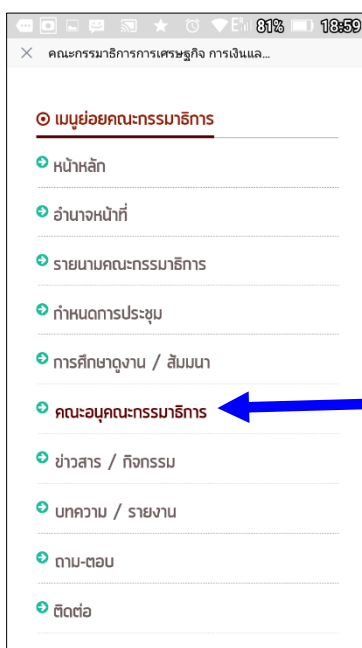 81% 18:59
คณะกรรมาธิการการเศรษฐกิจ การเงินแล...
เมนูย่อยคณะกรรมาธิการ
หน้าหลัก
อำนาจหน้าที่
รายนามคณะกรรมาธิการ
กำหนดการประชุม
การศึกษาดูงาน / สัมมนา
คณะอนุคณะกรรมาธิการ
ข่าวสาร / กิจกรรม
บทความ / รายงาน
ถาม-ตอบ
ติดต่อ